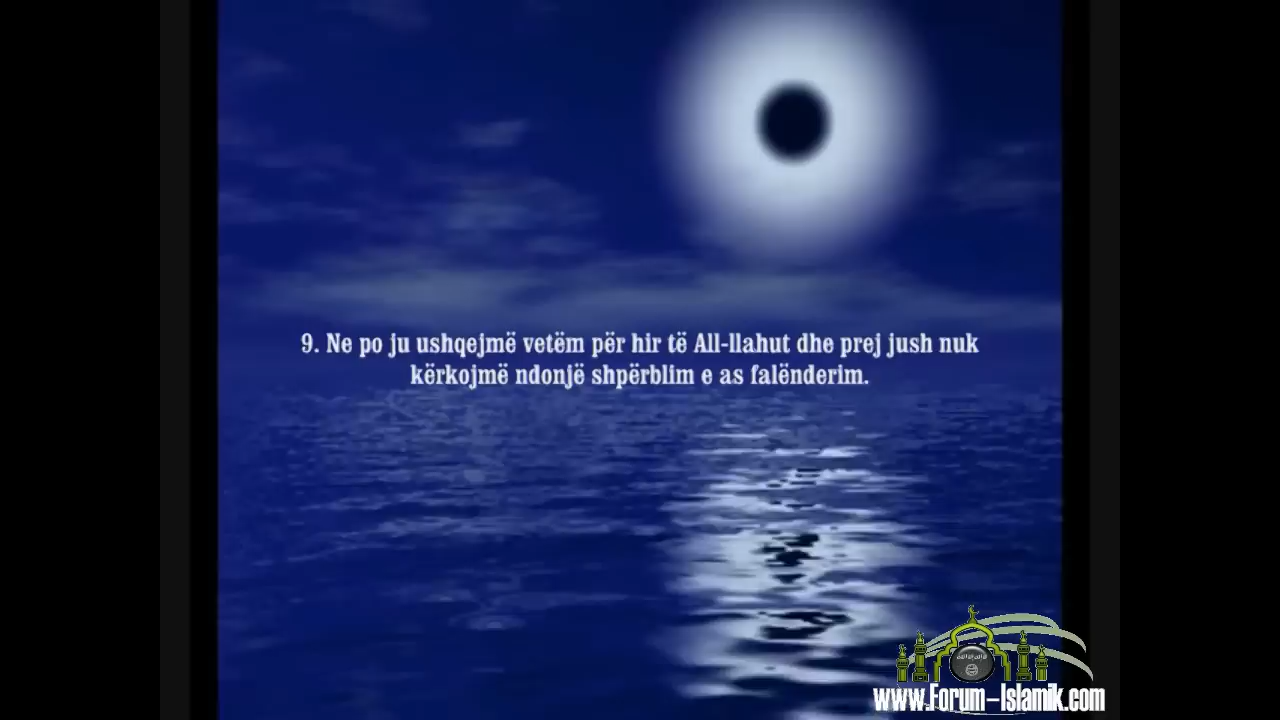 9. Ne po ju ushqejmë vetëm për hir të All-llahut dhe prej jush nuk
kërkojmë ndonjë shpërblim e as falënderim.
www.Forum-Islamik.com